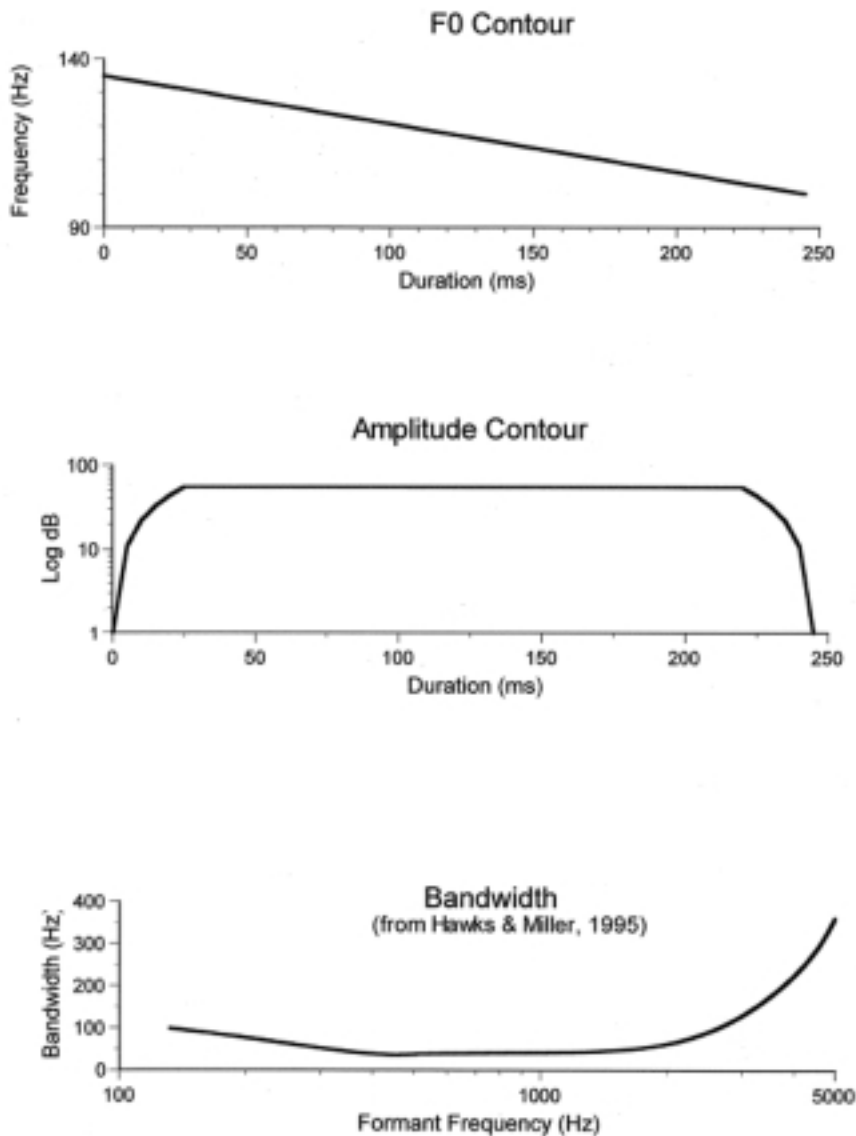 F0 Contour
Frequency (Hz)
140
90
0 50 100 150 200 250
Duration (ms)
Amplitude Contour
Log dB
100
10
1
0 50 100 150 200 250
Duration (ms)
Bandwidth
(from Hawks & Miller, 1995)
Bandwidth (Hz)
400
300
200
100
0
100 1000 5000
Formant Frequency (Hz)